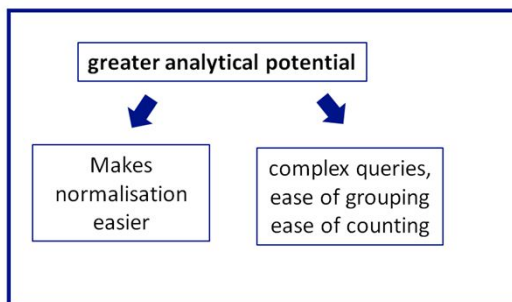 greater analytical potential
Makes
normalisation
easier
complex queries,
ease of grouping
ease of counting